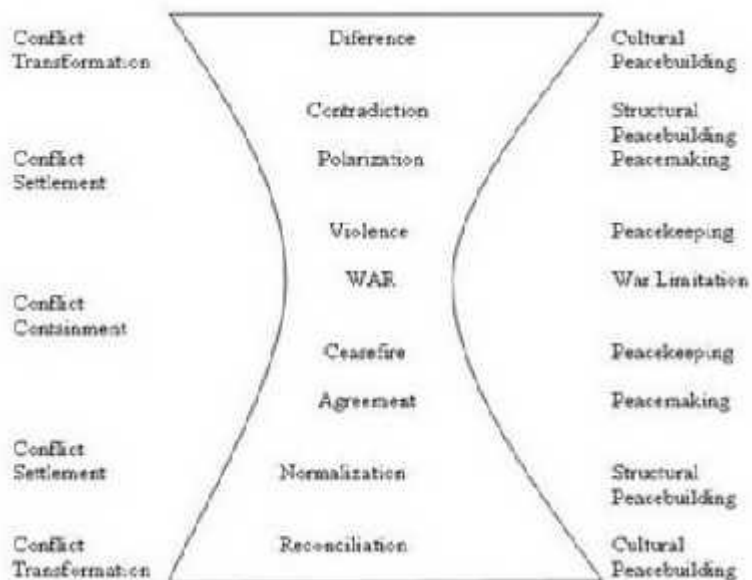 Conflict Diference Cultural
Transformation Peacebuilding
Contradiction Structural
Peacebuilding
Conflict Polarization Peacemaking
Settlement
Violence Peacekeeping
WAR War Limitation
Conflict
Containment
Ceasefire Peacekeeping
Agreement Peacemaking
Conflict
Settlement Normalization Structural
Peacebuilding
Conflict Reconciliation Cultural
Transformation Peacebuilding